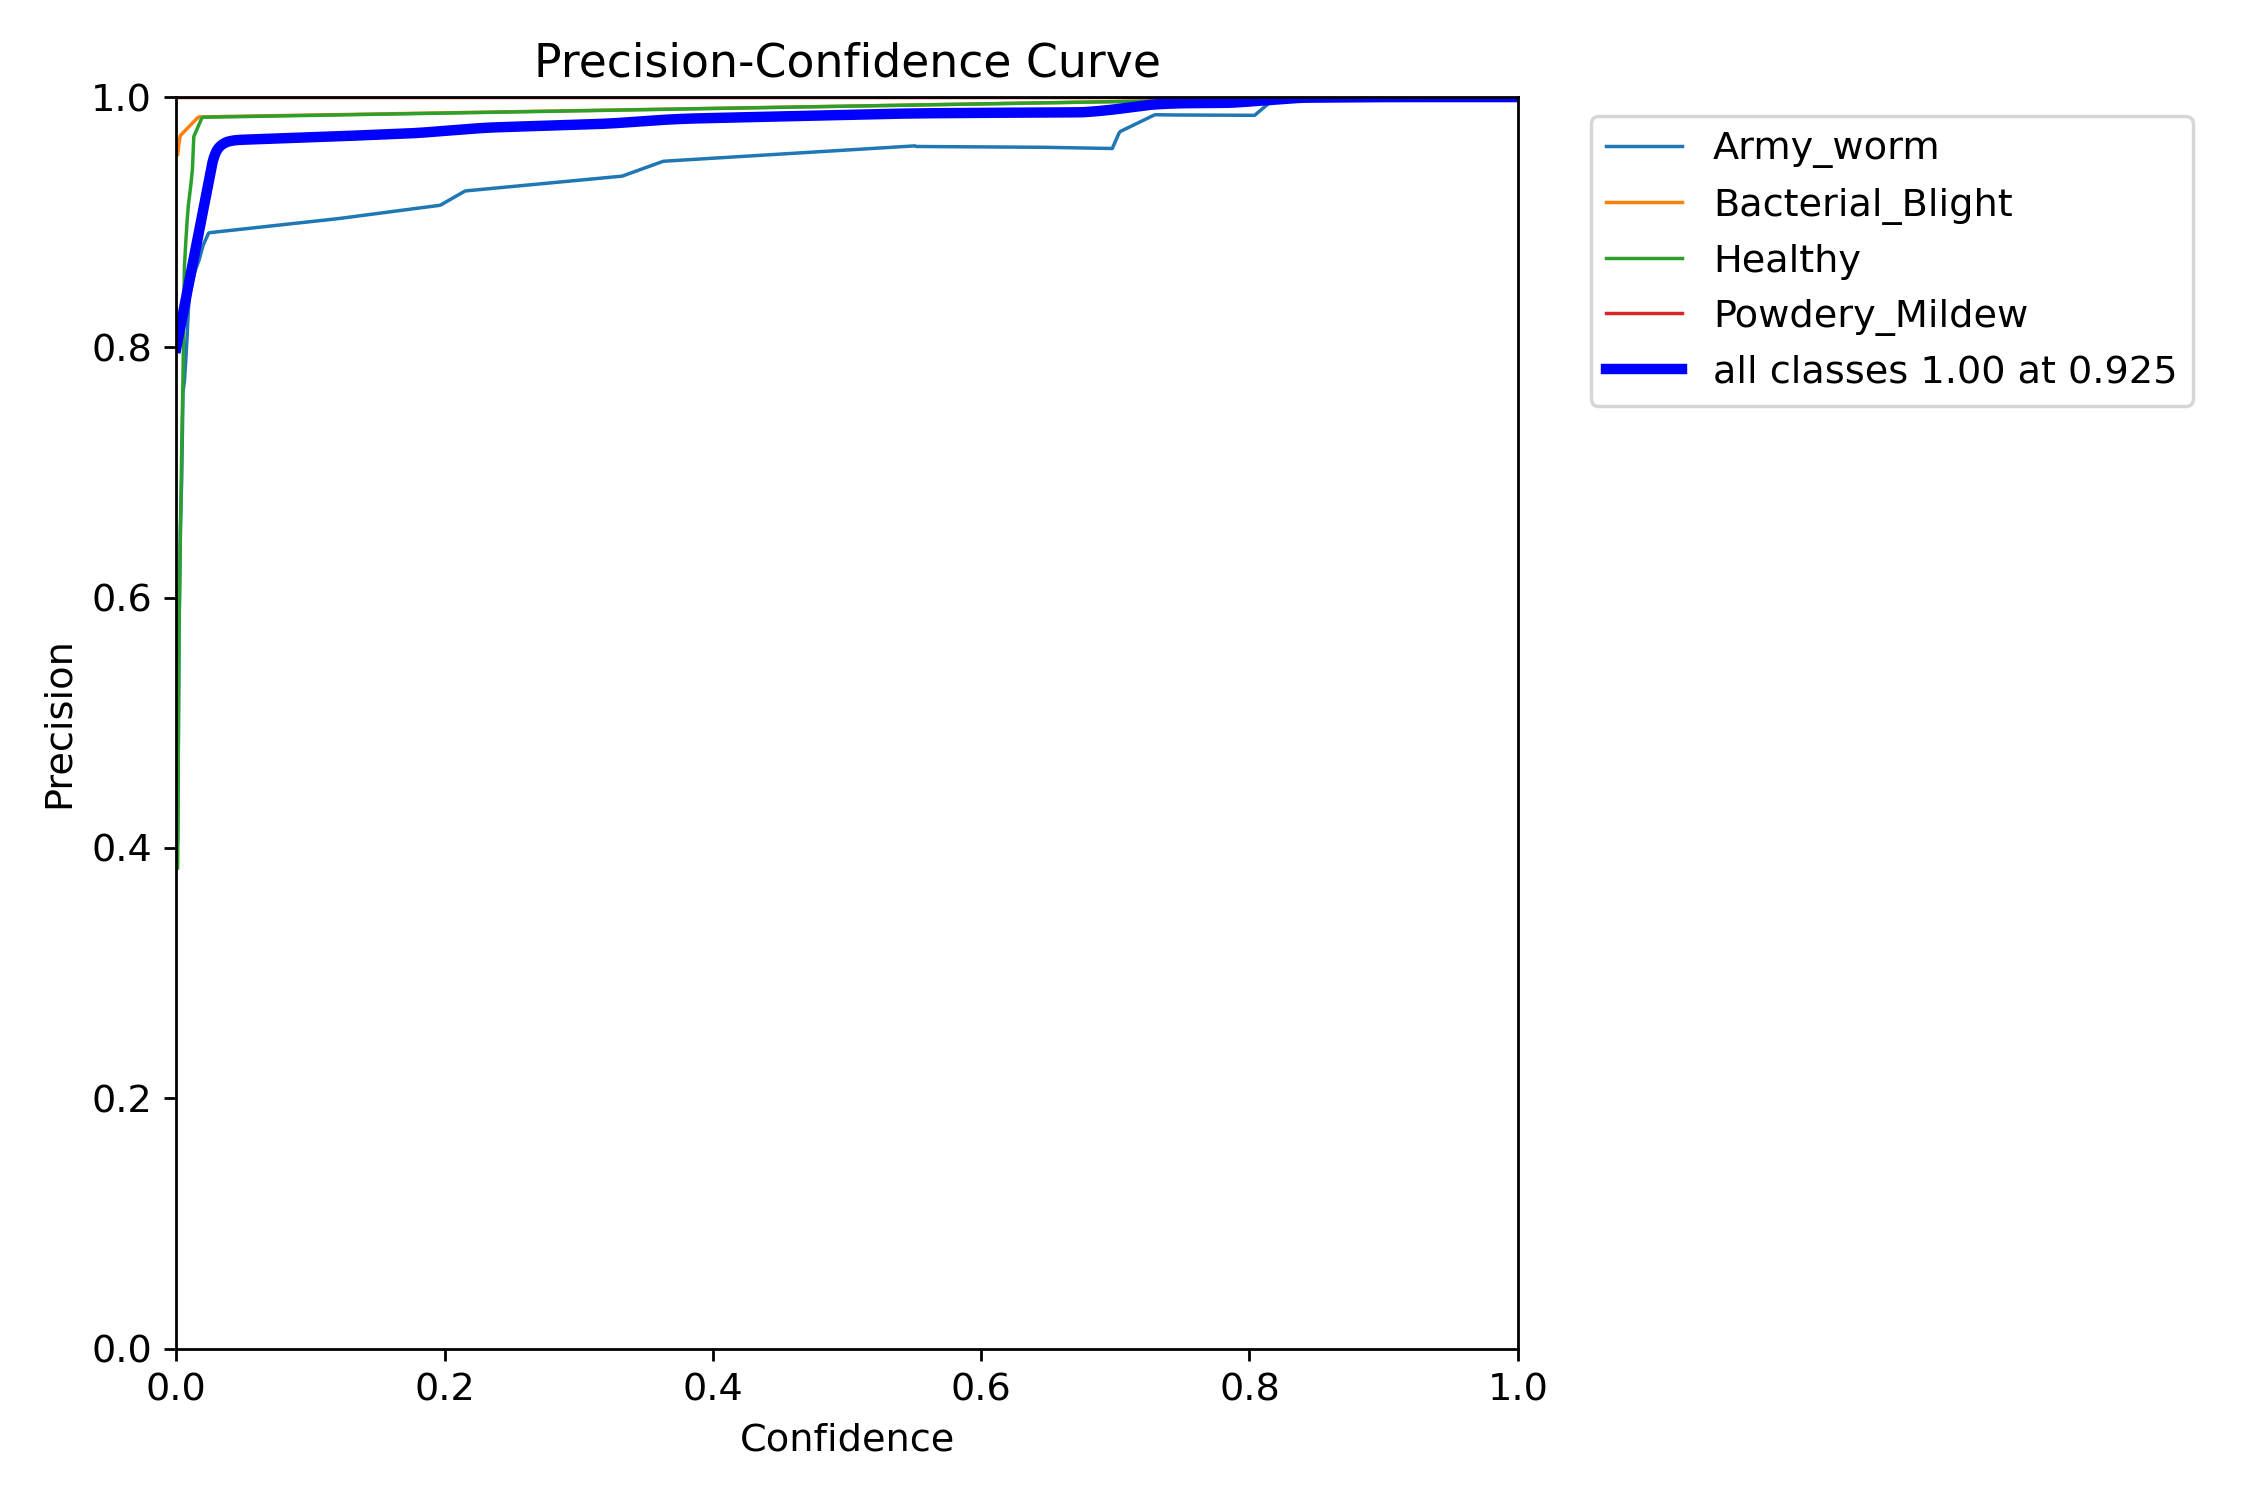 Precision-Confidence Curve
1.0
0.8
0.6
0.4
0.2
0.0
Precision
0.0 0.2 0.4 0.6 0.8 1.0
Confidence
Army_worm
Bacterial_Blight
Healthy
Powdery_Mildew
all classes 1.00 at 0.925